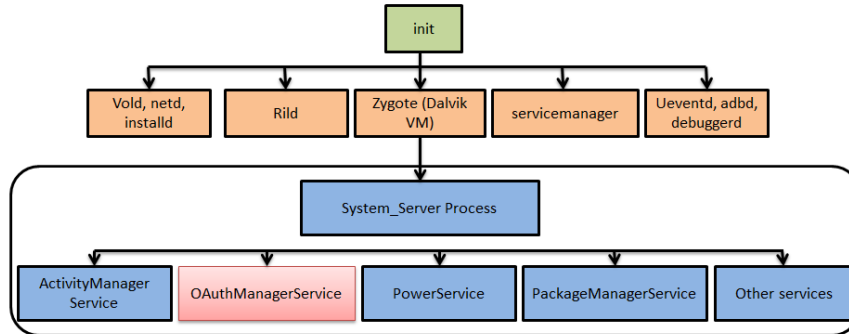 init
Vold, netd,
installd
Rild
Zygote (Dalvik
VM)
servicemanager
Ueventd, adbd,
debuggerd
System_Server Process
ActivityManager
Service
OAuthManagerService
PowerService
PackageManagerService
Other services